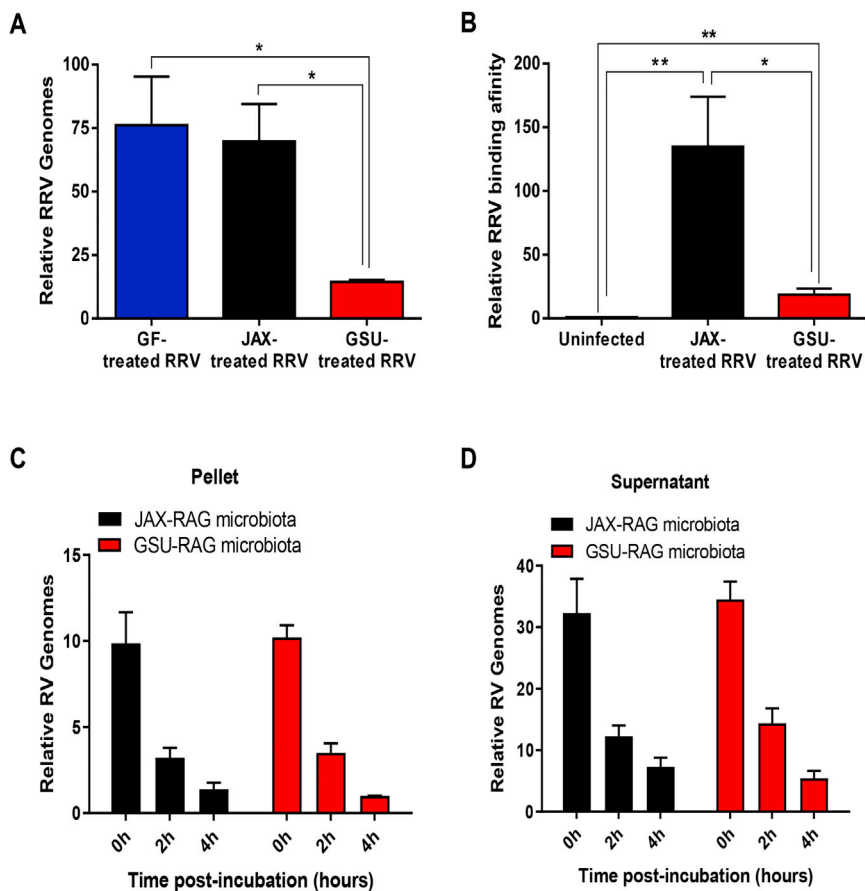 A
Relative RRV Genomes
100
75
50
25
0
*
*
GF-
treated RRV
JAX-
treated RRV
GSU-
treated RRV
B
Relative RRV binding afinity
200
150
100
50
0
**
**
*
Uninfected
JAX-
treated RRV
GSU-
treated RRV
C
Pellet
JAX-RAG microbiota
GSU-RAG microbiota
Relative RV Genomes
15
10
5
0
0h
2h
4h
0h
2h
4h
Time post-incubation (hours)
D
Supernatant
JAX-RAG microbiota
GSU-RAG microbiota
Relative RV Genomes
40
30
20
10
0
0h
2h
4h
0h
2h
4h
Time post-incubation (hours)